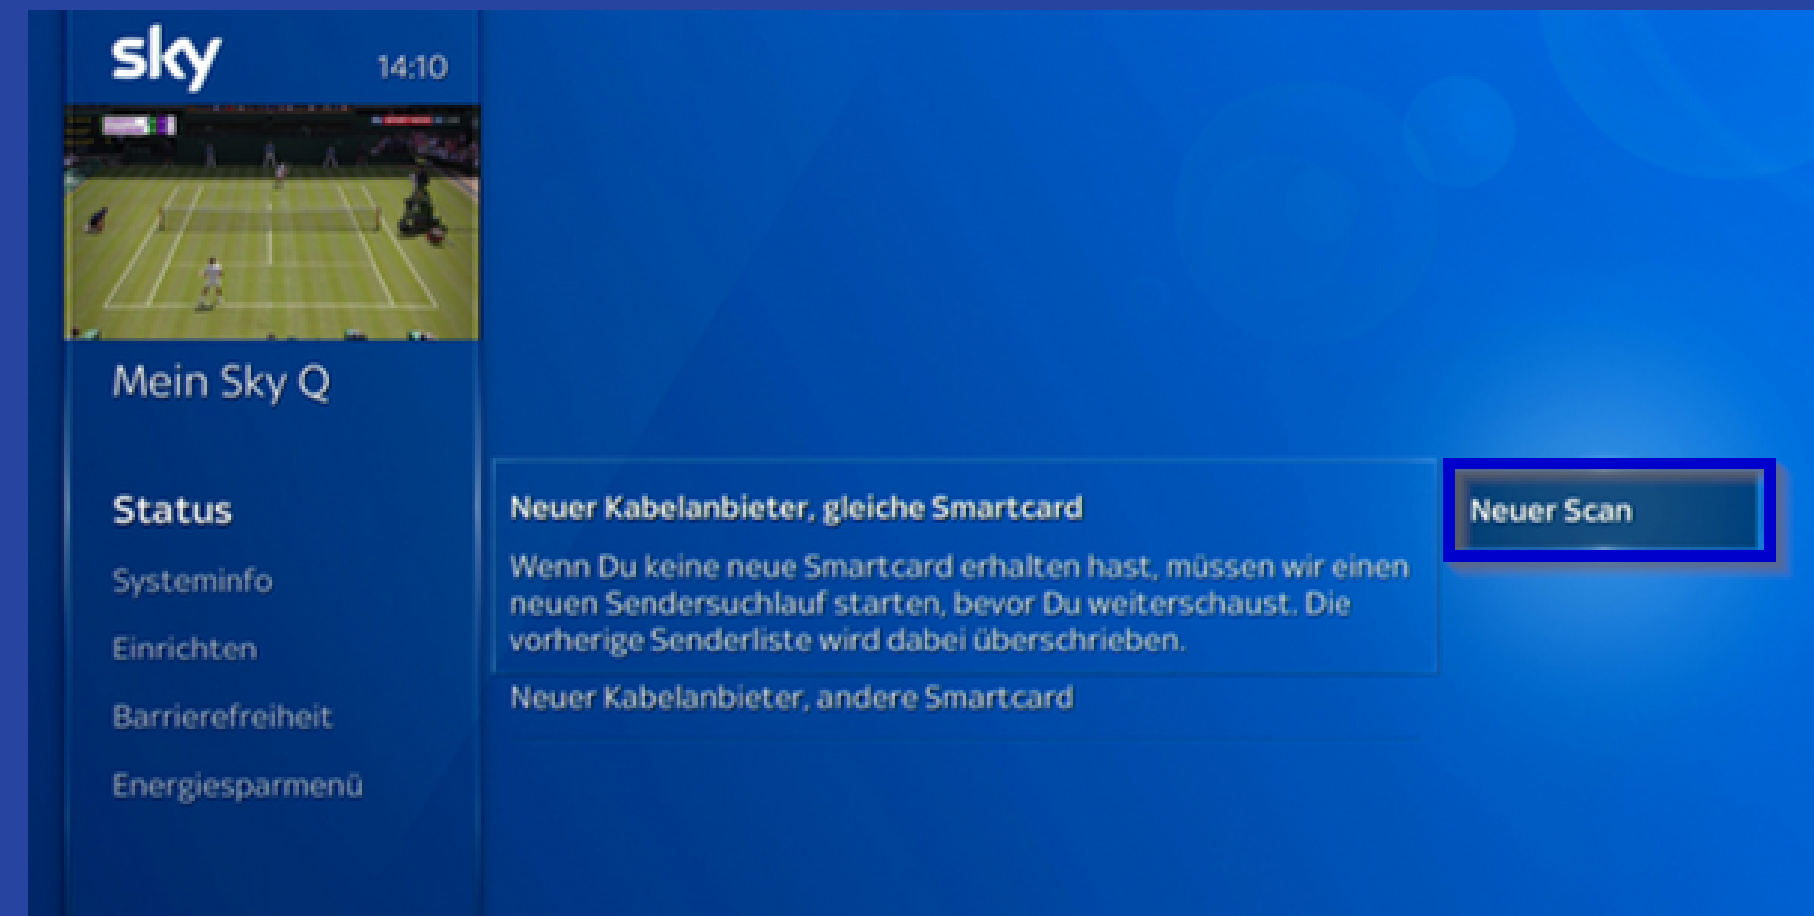 sky
14:10
Mein Sky Q
Status
Systeminfo
Einrichten
Barrierefreiheit
Energiesparmenü
Neuer Kabelanbieter, gleiche Smartcard
Wenn Du keine neue Smartcard erhalten hast, müssen wir einen
neuen Sendersuchlauf starten, bevor Du weiterschaust. Die
vorherige Senderliste wird dabei überschrieben.
Neuer Kabelanbieter, andere Smartcard
Neuer Scan